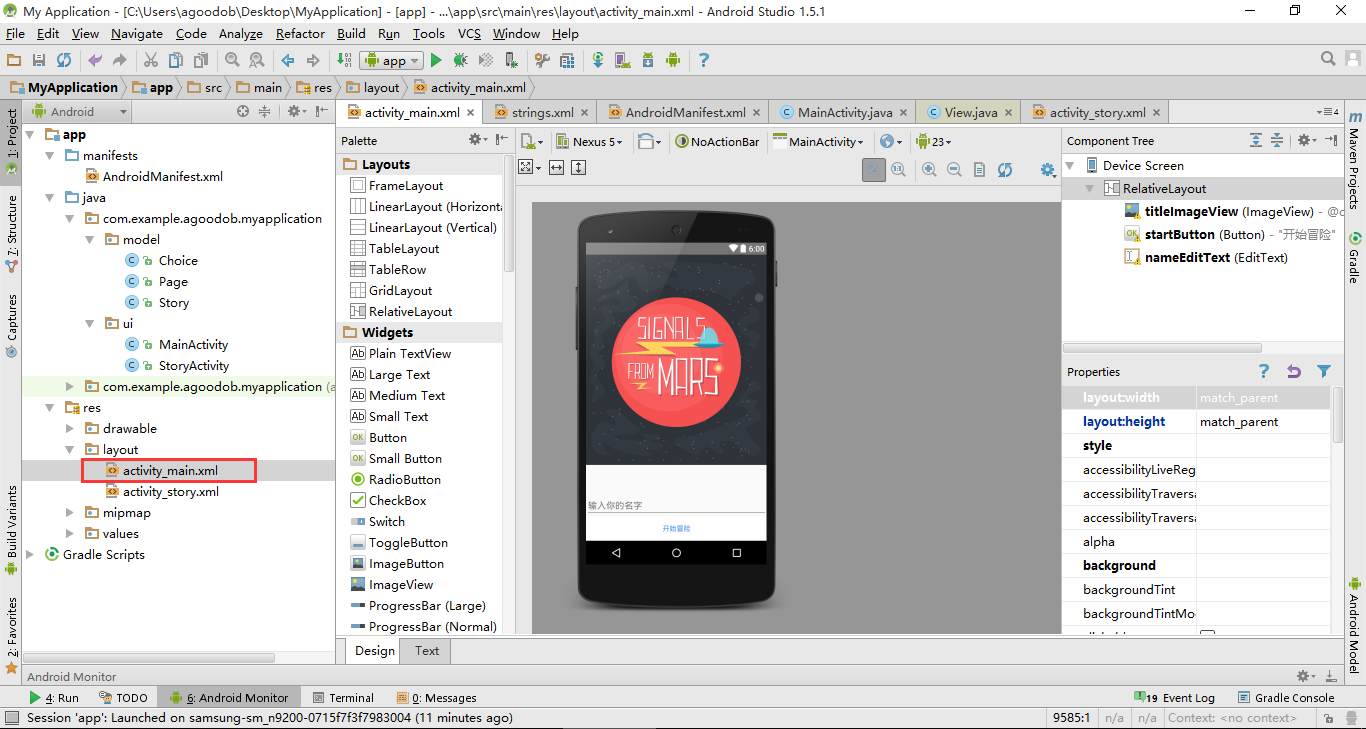 My Application - [C:\Users\agoodob\Desktop\MyApplication] - [app] - ...\app\src\main\res\layout\activity_main.xml - Android Studio 1.5.1
File Edit View Navigate Code Analyze Refactor Build Run Tools VCS Window Help
app
MyApplication app src main res layout activity_main.xml
Android
activity_main.xml strings.xml AndroidManifest.xml MainActivity.java View.java activity_story.xml
1: Project
7: Structure
Captures
Build Variants
2: Favorites
app
manifests
AndroidManifest.xml
java
com.example.agoodob.myapplication
model
Choice
Page
Story
ui
MainActivity
StoryActivity
com.example.agoodob.myapplication (a
res
drawable
layout
activity_main.xml
activity_story.xml
mipmap
values
Gradle Scripts
Palette
Layouts
FrameLayout
LinearLayout (Horizonta
LinearLayout (Vertical)
TableLayout
TableRow
GridLayout
RelativeLayout
Widgets
Plain TextView
Large Text
Medium Text
Small Text
Button
Small Button
RadioButton
CheckBox
Switch
ToggleButton
ImageButton
ImageView
ProgressBar (Large)
ProgressBar (Normal)
Nexus 5 NoActionBar MainActivity 23
6:00
SIGNALS
FROM MARS
输入你的名字
开始冒险
Design Text
Component Tree
Device Screen
RelativeLayout
titleImageView (ImageView) - @d
startButton (Button) - "开始冒险"
nameEditText (EditText)
Properties
layout:width match_parent
layout:height match_parent
style
accessibilityLiveReg
accessibilityTraversa
accessibilityTraversa
alpha
background
backgroundTint
backgroundTintMo
4
Maven Projects
Gradle
Android Model
Android Monitor
4: Run TODO 6: Android Monitor Terminal 0: Messages 19 Event Log Gradle Console
Session 'app': Launched on samsung-sm_n9200-0715f7f3f7983004 (11 minutes ago) 9585:1 n/a n/a Context: <no context>